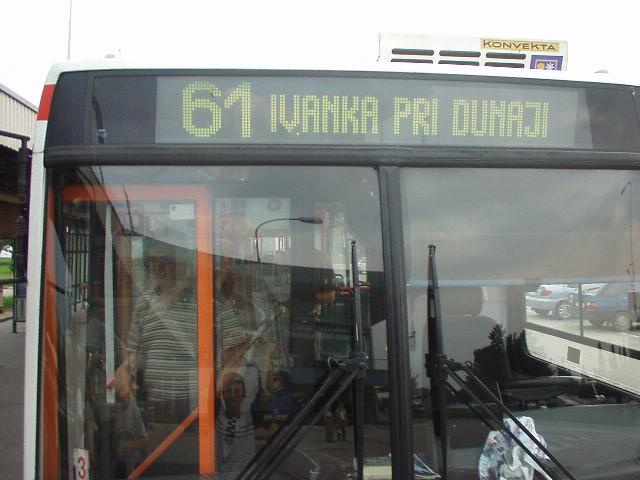 KONVEKTA
61 IVANKA PRI DUNAJI
3